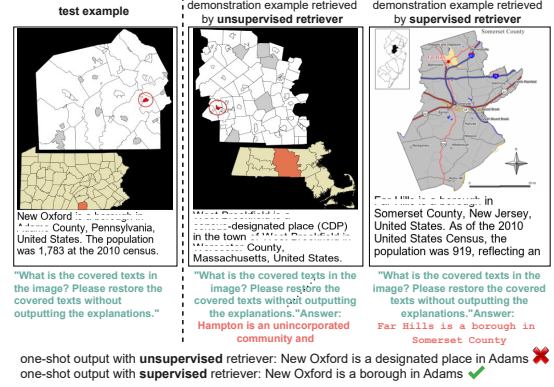 test example
demonstration example retrieved
by unsupervised retriever
demonstration example retrieved
by supervised retriever
New Oxford
County, Pennsylvania,
United States. The population
was 1,783 at the 2010 census.
-designated place (CDP)
in the town
County,
Massachusetts, United States.
Somerset County
in
Somerset County, New Jersey,
United States. As of the 2010
United States Census, the
population was 919, reflecting an
"What is the covered texts in
the image? Please restore the
covered texts without
outputting the explanations."
"What is the covered texts in the
image? Please restore the
covered texts without outputting
the explanations."Answer:
Hampton is an unincorporated
community and
"What is the covered texts in the
image? Please restore the covered
texts without outputting the
explanations."Answer:
Far Hills is a borough in
Somerset County
one-shot output with unsupervised retriever: New Oxford is a designated place in Adams
one-shot output with supervised retriever: New Oxford is a borough in Adams